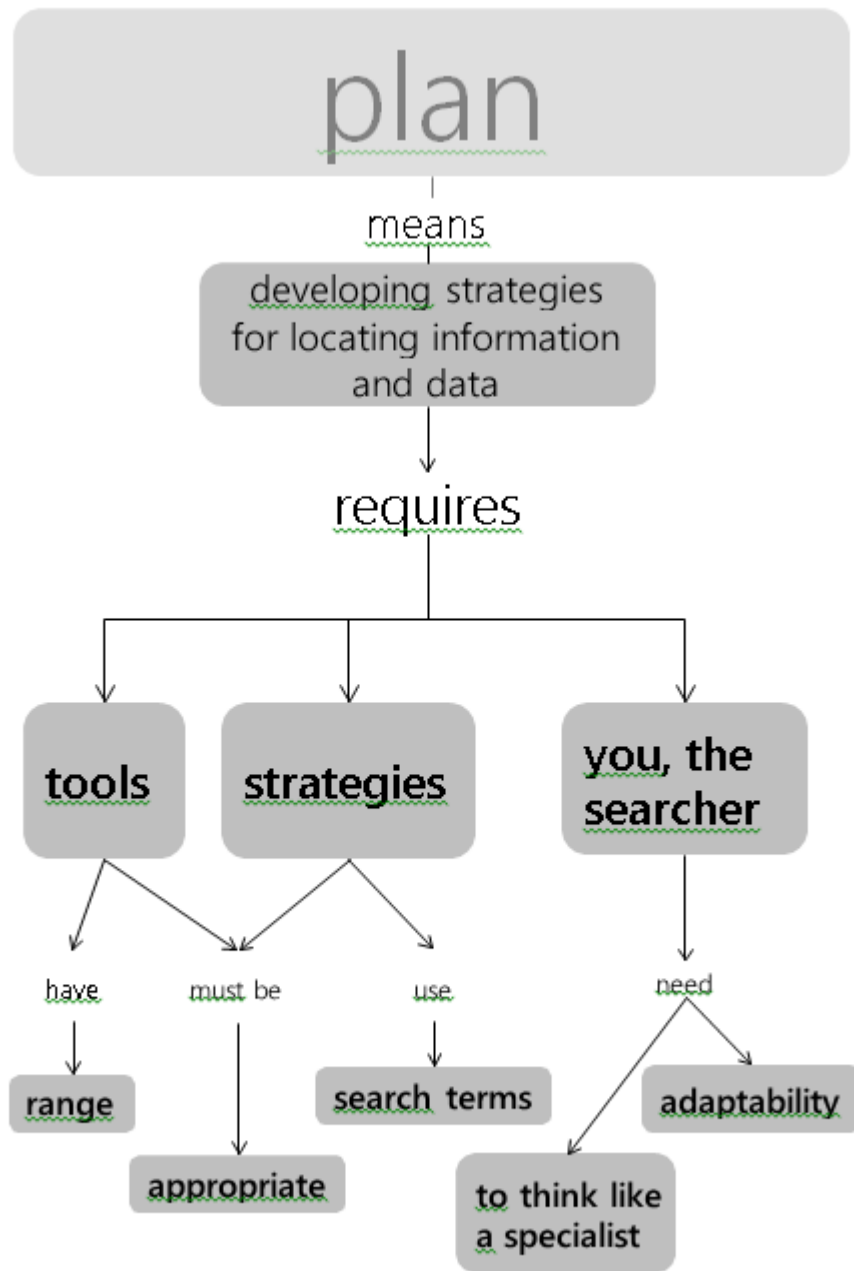 plan
means
developing strategies
for locating information
and data
requires
tools
strategies
you, the
searcher
have
must be
use
need
range
search terms
adaptability
appropriate
to think like
a specialist